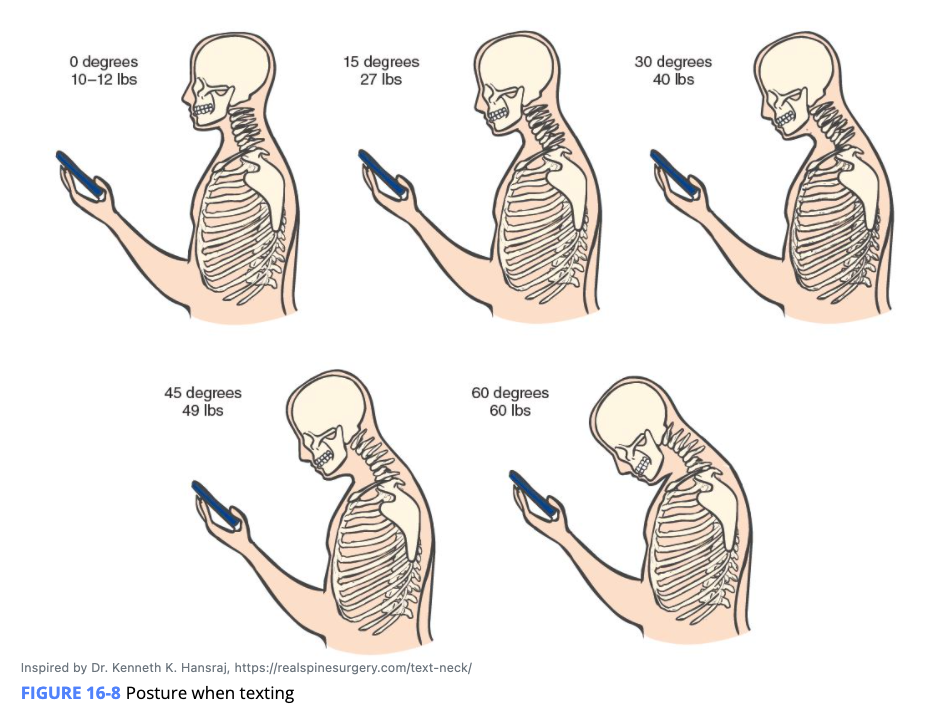 0 degrees
10–12 lbs
15 degrees
27 lbs
30 degrees
40 lbs
45 degrees
49 lbs
60 degrees
60 lbs
Inspired by Dr. Kenneth K. Hansraj, https://realspinesurgery.com/text-neck/
FIGURE 16-8 Posture when texting